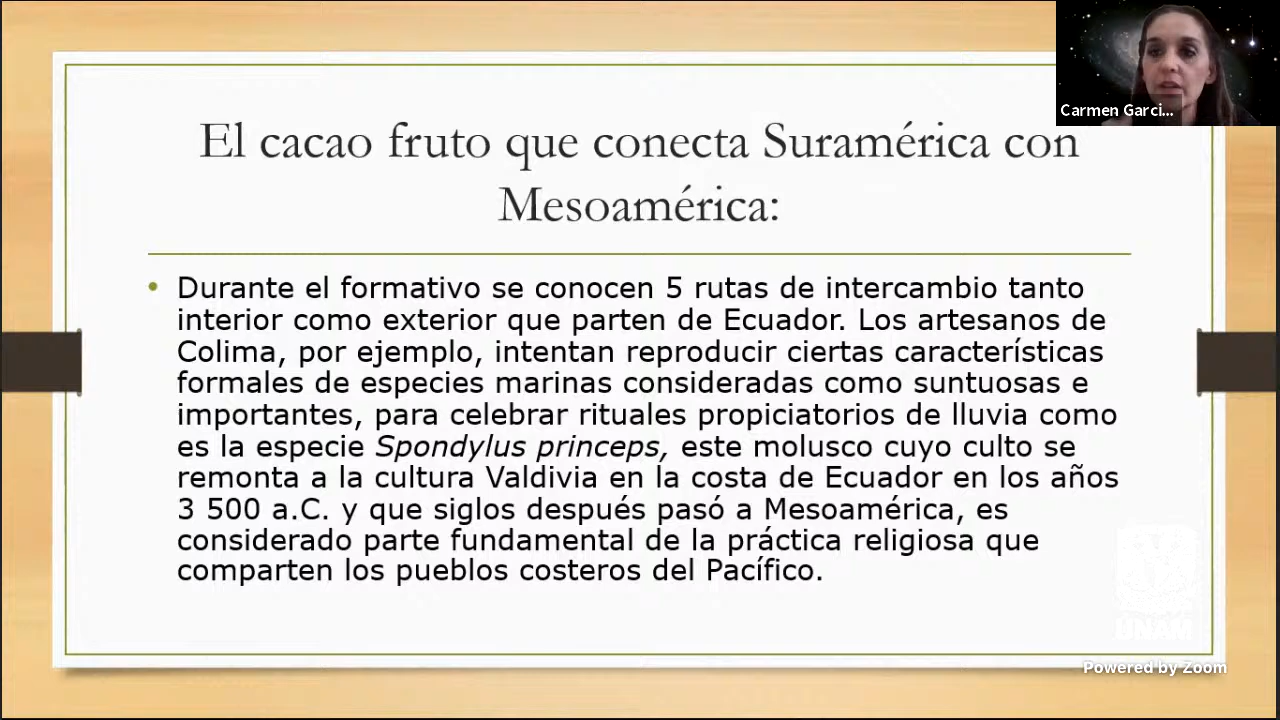 Carmen Garci...
El cacao fruto que conecta Suramérica con
Mesoamérica:
• Durante el formativo se conocen 5 rutas de intercambio tanto
interior como exterior que parten de Ecuador. Los artesanos de
Colima, por ejemplo, intentan reproducir ciertas características
formales de especies marinas consideradas como suntuosas e
importantes, para celebrar rituales propiciatorios de lluvia como
es la especie Spondylus princeps, este molusco cuyo culto se
remonta a la cultura Valdivia en la costa de Ecuador en los años
3 500 a.C. y que siglos después pasó a Mesoamérica, es
considerado parte fundamental de la práctica religiosa que
comparten los pueblos costeros del Pacífico.
UNAM
Powered by Zoom